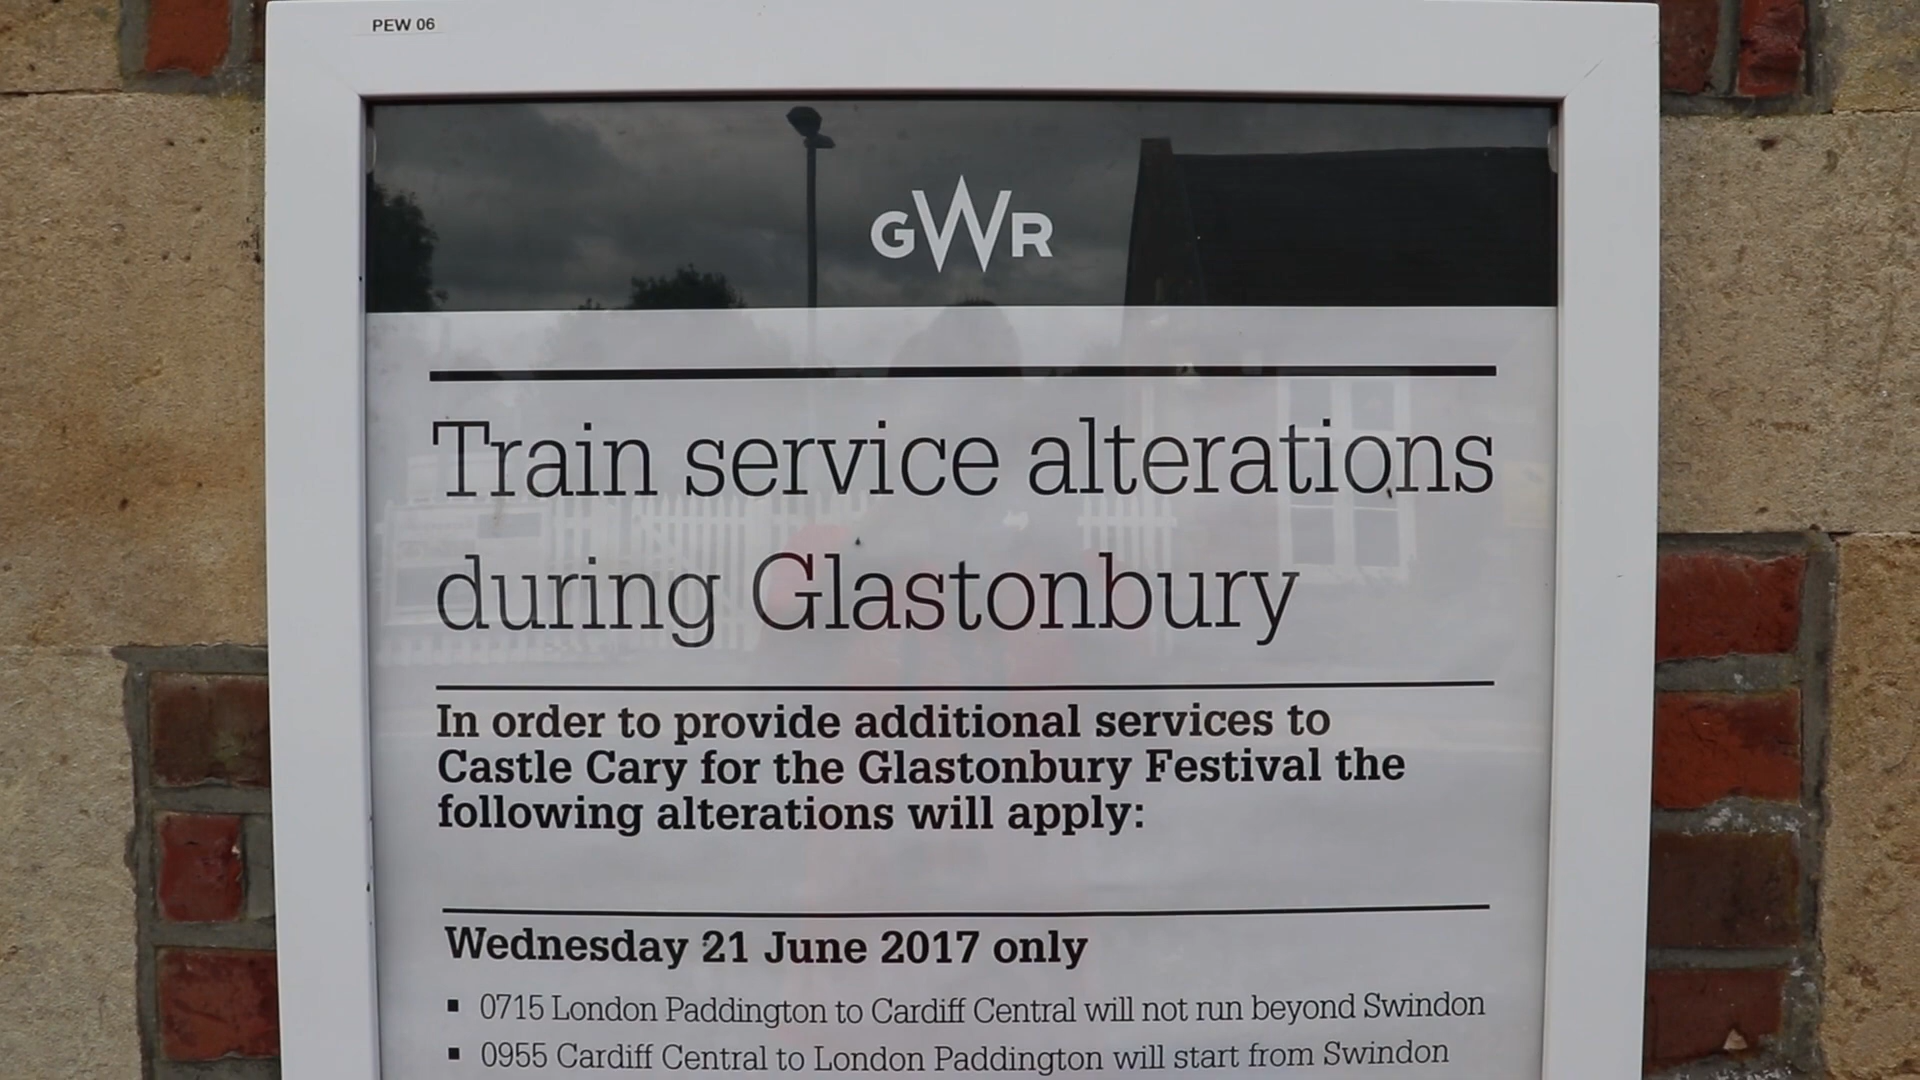 PEW 06
GWR
Train service alterations
during Glastonbury
In order to provide additional services to
Castle Cary for the Glastonbury Festival the
following alterations will apply:
Wednesday 21 June 2017 only
▪ 0715 London Paddington to Cardiff Central will not run beyond Swindon
▪ 0955 Cardiff Central to London Paddington will start from Swindon